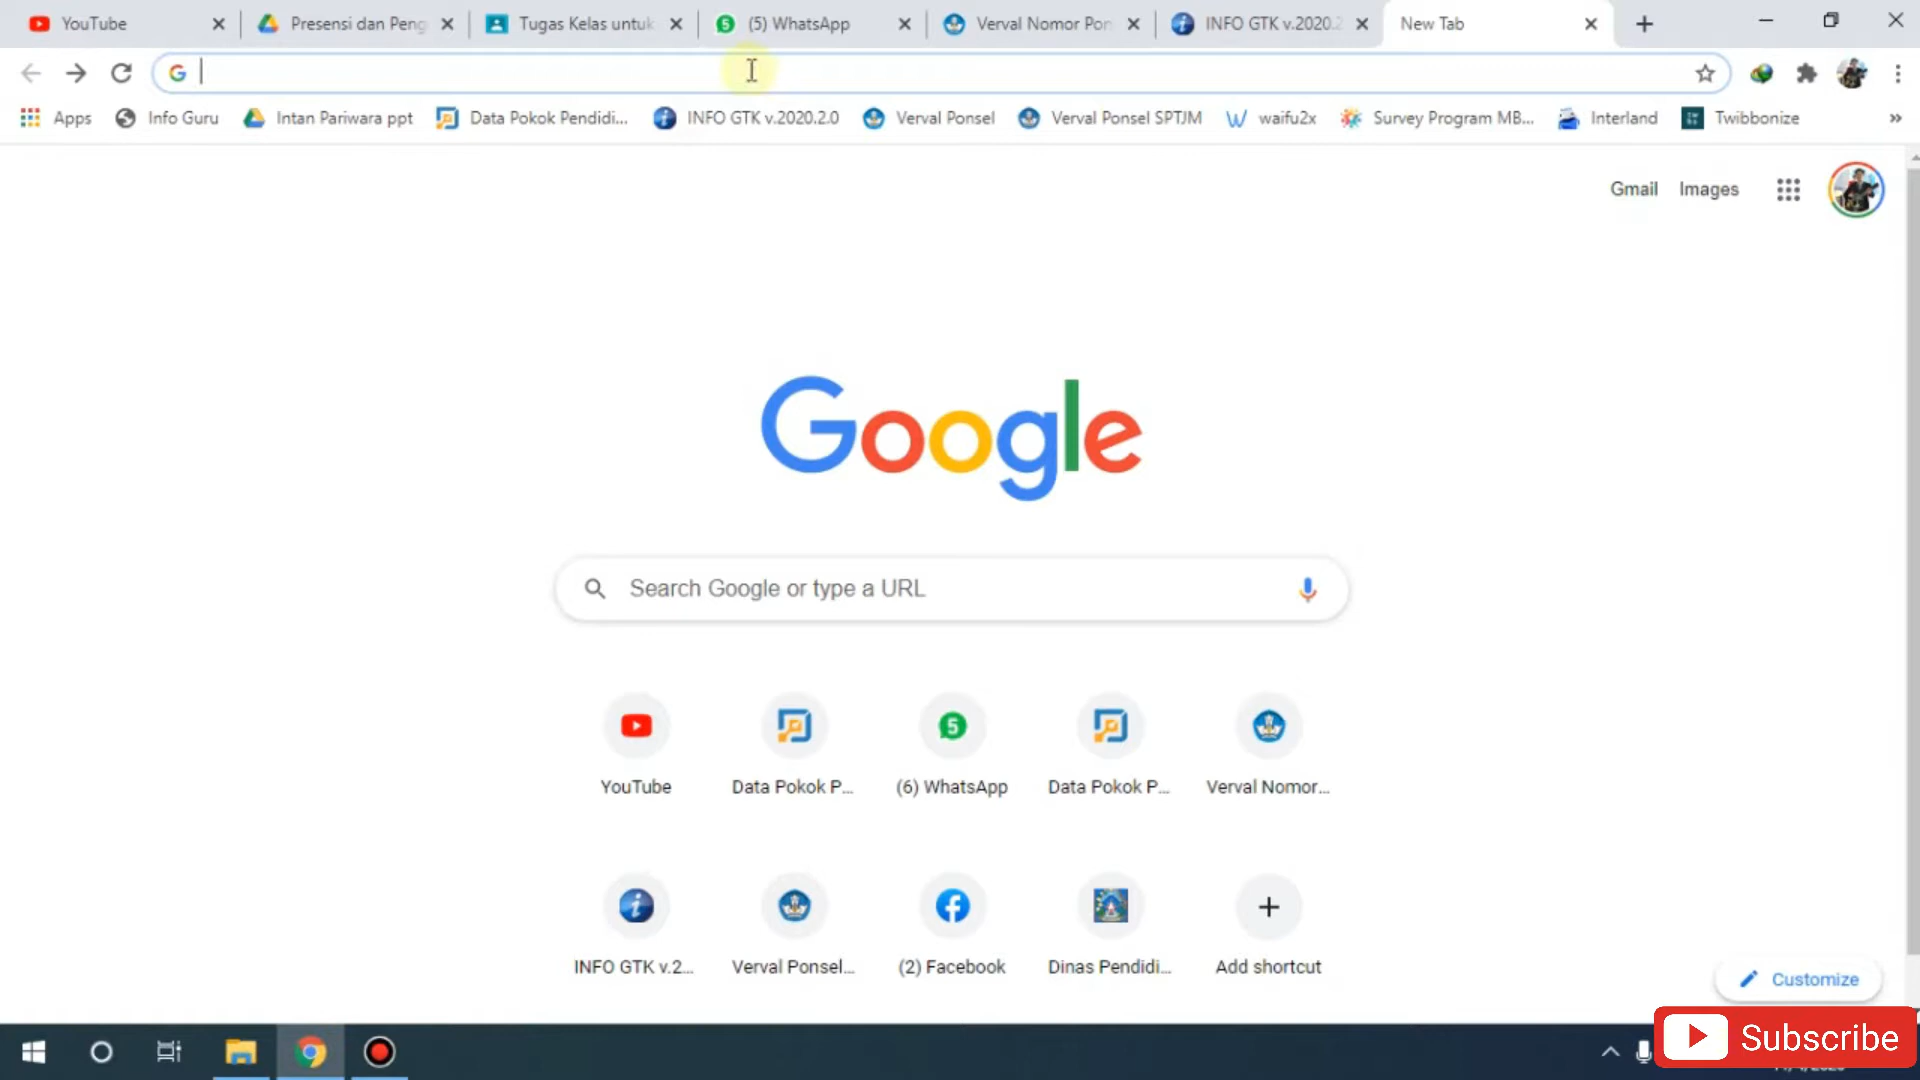 YouTube
Presensi dan Peng
Tugas Kelas untuk
(5) WhatsApp
Verval Nomor Pon
INFO GTK v.2020.2
New Tab
Apps
Info Guru
Intan Pariwara ppt
Data Pokok Pendidi...
INFO GTK v.2020.2.0
Verval Ponsel
Verval Ponsel SPTJM
waifu2x
Survey Program MB...
Interland
Twibbonize
»
Gmail
Images
Google
Search Google or type a URL
YouTube
Data Pokok P...
5
(6) WhatsApp
Data Pokok P...
Verval Nomor...
INFO GTK v.2...
Verval Ponsel...
(2) Facebook
Dinas Pendidi...
Add shortcut
Customize
Subscribe